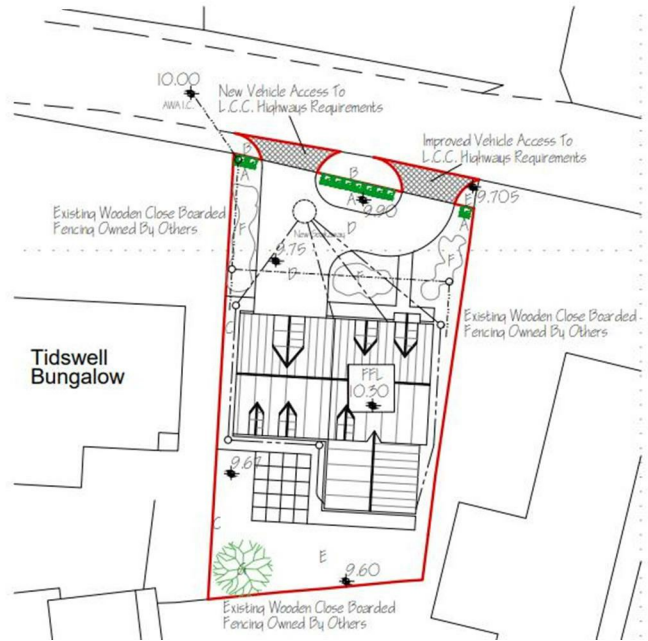 10.00
AWA I.C.
New Vehicle Access To
L.C.C. Highways Requirements
Improved Vehicle Access To
L.C.C. Highways Requirements
B
A
B
A
9.90
E
A
9.705
Existing Wooden Close Boarded
Fencing Owned By Others
F
D
9.75
D
F
F
Existing Wooden Close Boarded
Fencing Owned By Others
C
Tidswell
Bungalow
FFL
10.30
9.67
C
E
9.60
Existing Wooden Close Boarded
Fencing Owned By Others